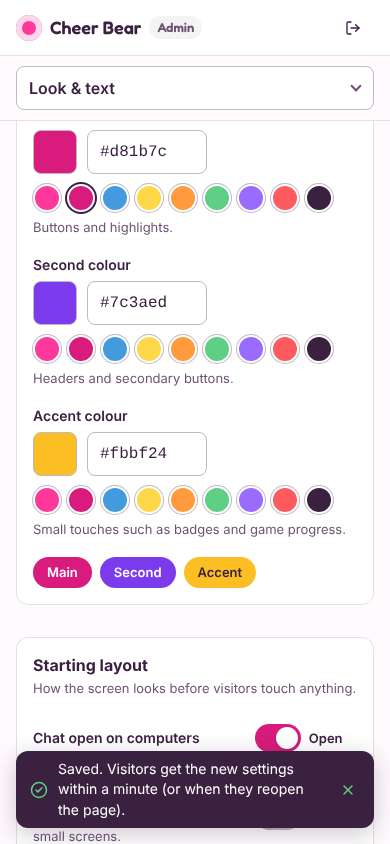 Cheer Bear Admin
Look & text
#d81b7c
Buttons and highlights.
Second colour
#7c3aed
Headers and secondary buttons.
Accent colour
#fbbf24
Small touches such as badges and game progress.
Main Second Accent
Starting layout
How the screen looks before visitors touch anything.
Chat open on computers Open
Saved. Visitors get the new settings
within a minute (or when they reopen
the page).
small screens.